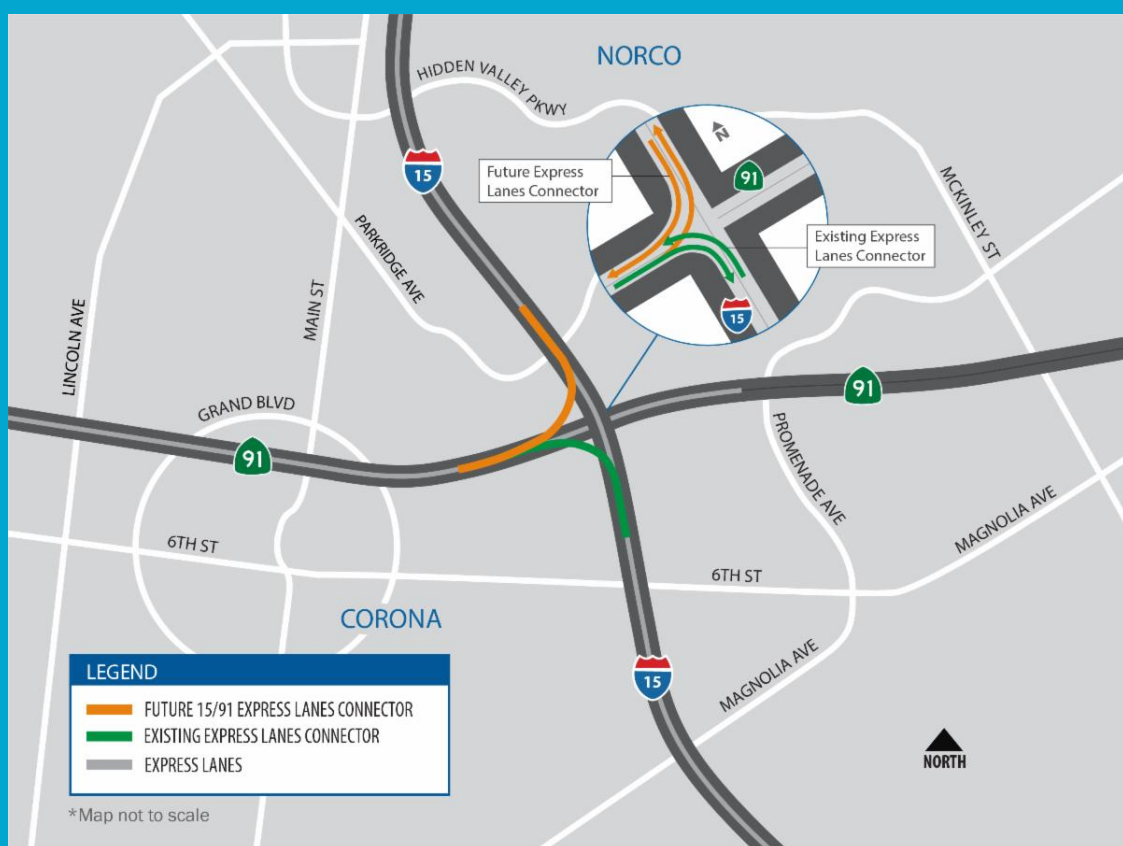 NORCO
HIDDEN VALLEY PKWY
N
Future Express
Lanes Connector
91
15
MCKINLEY ST
PARKRIDGE AVE
Existing Express
Lanes Connector
15
MAIN ST
LINCOLN AVE
GRAND BLVD
91
91
PROMENADE AVE
MAGNOLIA AVE
6TH ST
6TH ST
CORONA
MAGNOLIA AVE
15
LEGEND
FUTURE 15/91 EXPRESS LANES CONNECTOR
EXISTING EXPRESS LANES CONNECTOR
EXPRESS LANES
NORTH
*Map not to scale